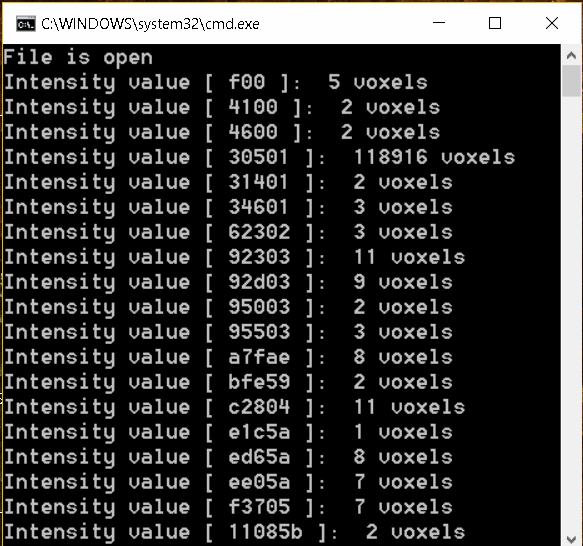 C:\WINDOWS\system32\cmd.exe
File is open
Intensity value [ f00 ]:  5 voxels
Intensity value [ 4100 ]:  2 voxels
Intensity value [ 4600 ]:  2 voxels
Intensity value [ 30501 ]:  118916 voxels
Intensity value [ 31401 ]:  2 voxels
Intensity value [ 34601 ]:  3 voxels
Intensity value [ 62302 ]:  3 voxels
Intensity value [ 92303 ]:  11 voxels
Intensity value [ 92d03 ]:  9 voxels
Intensity value [ 95003 ]:  2 voxels
Intensity value [ 95503 ]:  3 voxels
Intensity value [ a7fae ]:  8 voxels
Intensity value [ bfe59 ]:  2 voxels
Intensity value [ c2804 ]:  11 voxels
Intensity value [ e1c5a ]:  1 voxels
Intensity value [ ed65a ]:  8 voxels
Intensity value [ ee05a ]:  7 voxels
Intensity value [ f3705 ]:  7 voxels
Intensity value [ 11085b ]:  2 voxels